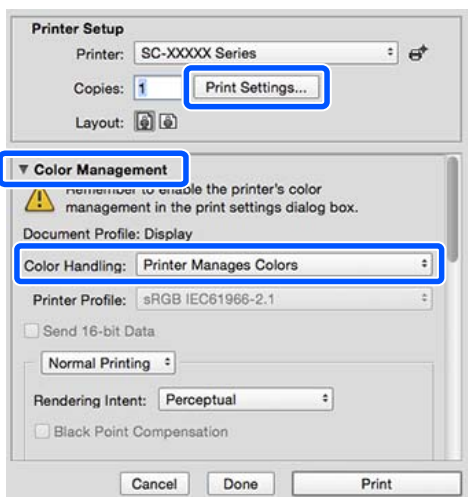 Printer Setup
Printer: SC-XXXXX Series
Copies: 1 Print Settings...
Layout:
▼ Color Management
Remember to enable the printer's color
management in the print settings dialog box.
Document Profile: Display
Color Handling: Printer Manages Colors
Printer Profile: sRGB IEC61966-2.1
Send 16-bit Data
Normal Printing
Rendering Intent: Perceptual
Black Point Compensation
Cancel Done Print